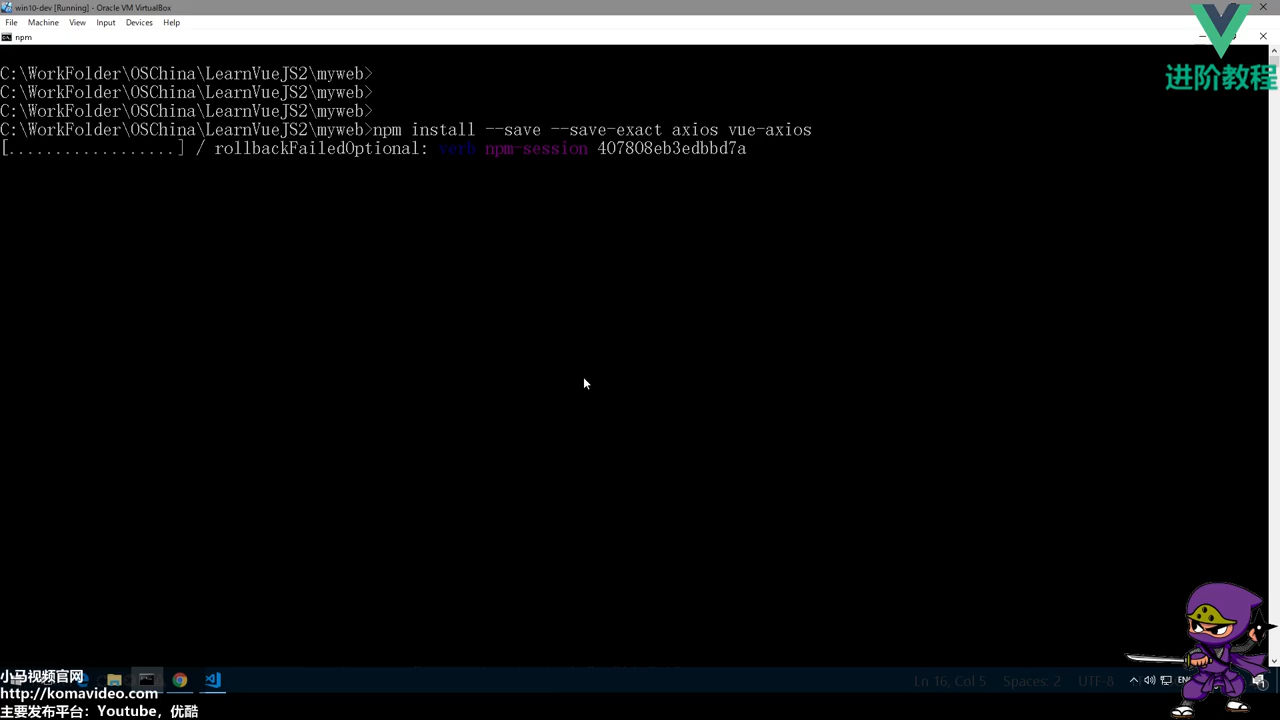 win10-dev [Running] - Oracle VM VirtualBox
File Machine View Input Devices Help
npm
进阶教程
C:\WorkFolder\OSChina\LearnVueJS2\myweb>
C:\WorkFolder\OSChina\LearnVueJS2\myweb>
C:\WorkFolder\OSChina\LearnVueJS2\myweb>
C:\WorkFolder\OSChina\LearnVueJS2\myweb>npm install --save --save-exact axios vue-axios
[..................] / rollbackFailedOptional: verb npm-session 407808eb3edbbd7a
小马视频官网
http://komavideo.com
主要发布平台：Youtube，优酷
Ln 16, Col 5 Spaces: 2 UTF-8